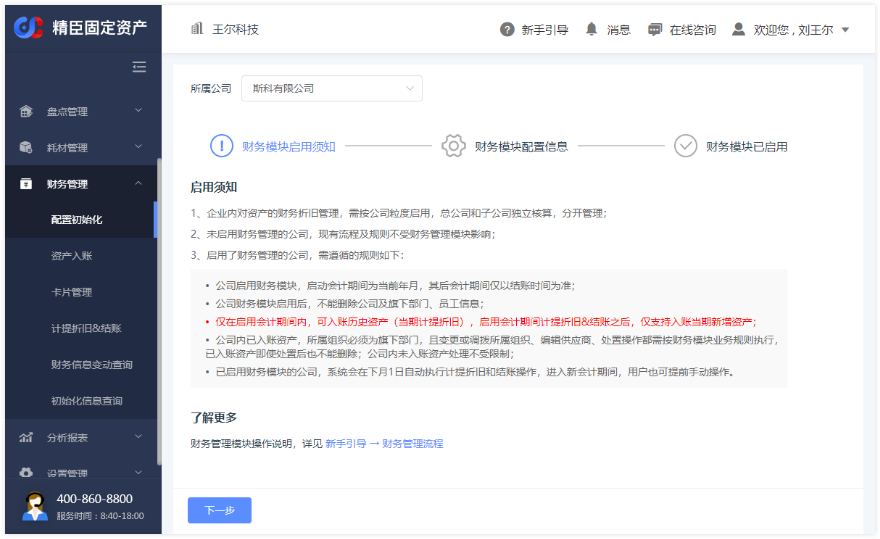 精臣固定资产
王尔科技
新手引导
消息
在线咨询
欢迎您，刘王尔
盘点管理
耗材管理
财务管理
配置初始化
资产入账
卡片管理
计提折旧&结账
财务信息变动查询
初始化信息查询
分析报表
设置管理
400-860-8800
服务时间：8:40-18:00
所属公司
斯科有限公司
财务模块启用须知
财务模块配置信息
财务模块已启用
启用须知
1、企业内对资产的财务折旧管理，需按公司粒度启用，总公司和子公司独立核算，分开管理；
2、未启用财务管理的公司，现有流程及规则不受财务管理模块影响；
3、启用了财务管理的公司，需遵循的规则如下：
• 公司启用财务模块，启动会计期间为当前年月，其后会计期间仅以结账时间为准；
• 公司财务模块启用后，不能删除公司及旗下部门、员工信息；
• 仅在启用会计期间内，可入账历史资产（当期计提折旧），启用会计期间计提折旧&结账之后，仅支持入账当期新增资产；
• 公司内已入账资产，所属组织必须为旗下部门，且变更或调拨所属组织、编辑供应商、处置操作都需按财务模块业务规则执行，
已入账资产即使处置后也不能删除；公司内未入账资产处理不受限制；
• 已启用财务模块的公司，系统会在下月1日自动执行计提折旧和结账操作，进入新会计期间，用户也可提前手动操作。
了解更多
财务管理模块操作说明，详见 新手引导 → 财务管理流程
下一步